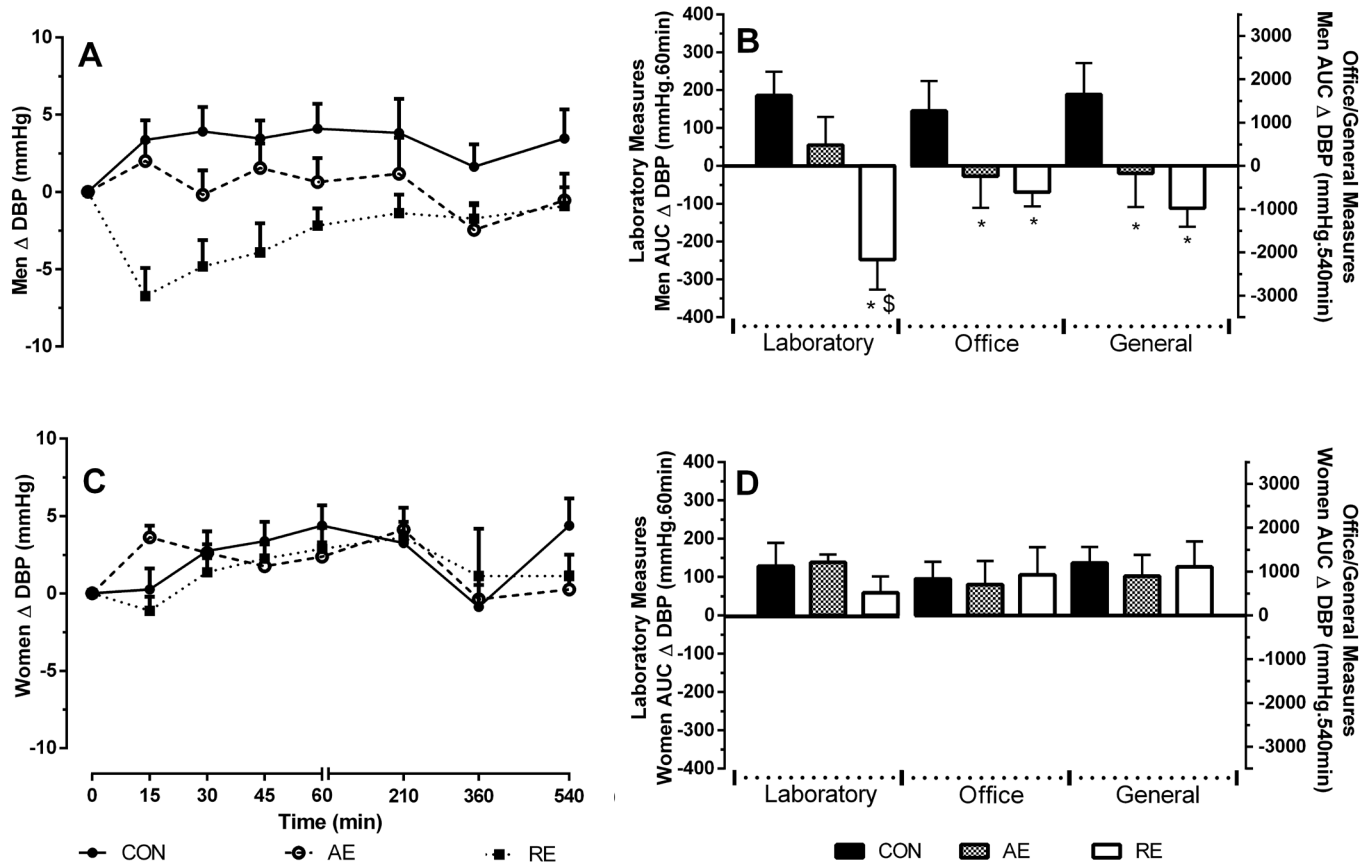 A
10
5
0
-5
-10
Men Δ DBP (mmHg)
B
400
300
200
100
0
-100
-200
-300
-400
Laboratory Measures
Men AUC Δ DBP (mmHg.60min)
3000
2000
1000
0
-1000
-2000
-3000
Office/General Measures
Men AUC Δ DBP (mmHg.540min)
* $
*
*
*
*
Laboratory Office General
C
10
5
0
-5
-10
Women Δ DBP (mmHg)
0 15 30 45 60 210 360 540
Time (min)
CON AE RE
D
400
300
200
100
0
-100
-200
-300
-400
Laboratory Measures
Women AUC Δ DBP (mmHg.60min)
3000
2000
1000
0
-1000
-2000
-3000
Office/General Measures
Women AUC Δ DBP (mmHg.540min)
Laboratory Office General
CON AE RE